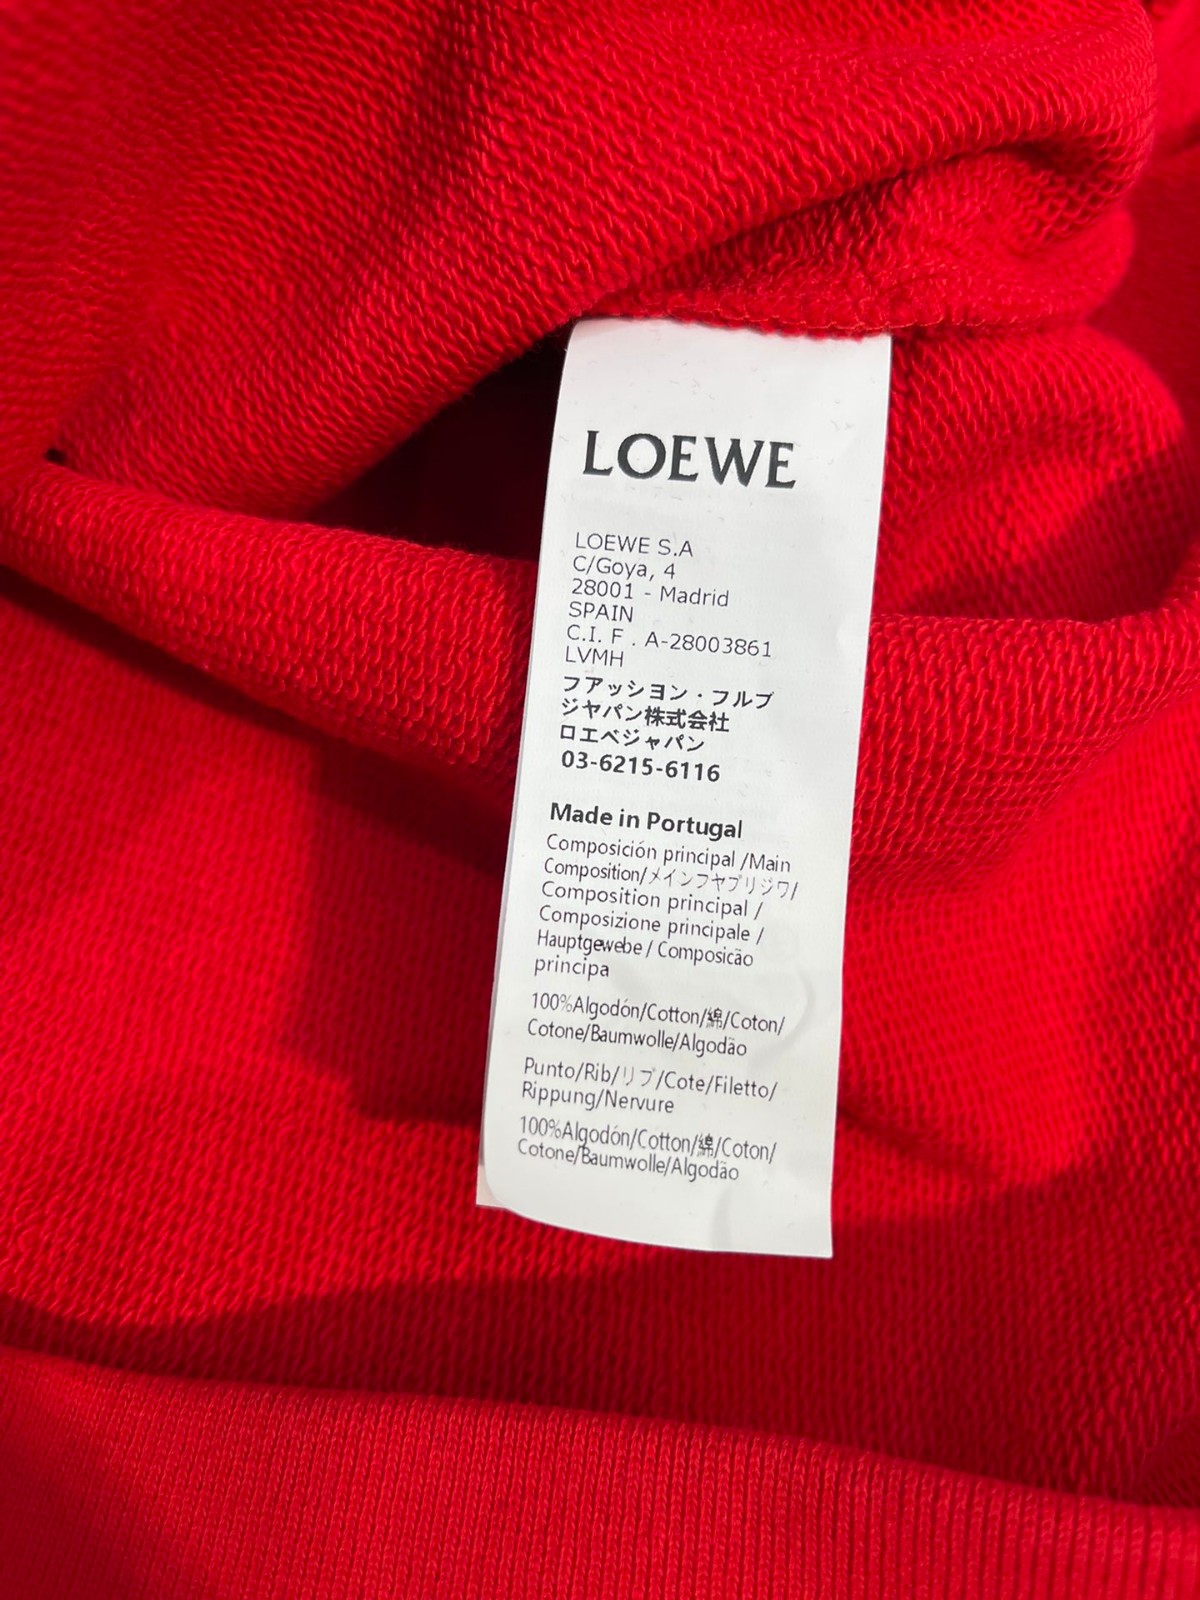 LOEWE
LOEWE S.A
C/Goya, 4
28001 - Madrid
SPAIN
C.I. F . A-28003861
LVMH
フアッシヨン・フルブ
ジヤパン株式会社
ロエベジャパン
03-6215-6116
Made in Portugal
Composición principal /Main
Composition/メインフヤブリジワ/
Composition principal /
Composizione principale /
Hauptgewebe / Composicão
principa
100%Algodón/Cotton/綿/Coton/
Cotone/Baumwolle/Algodão
Punto/Rib/リブ/Cote/Filetto/
Rippung/Nervure
100%Algodón/Cotton/綿/Coton/
Cotone/Baumwolle/Algodão